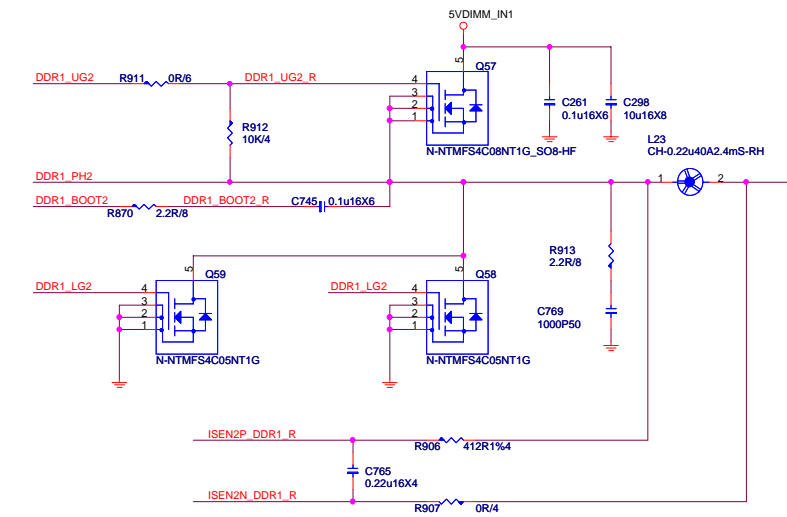 5VDIMM_IN1
5
Q57
DDR1_UG2
R911
0R/6
DDR1_UG2_R
4
3
2
1
C261
0.1u16X6
C298
10u16X8
R912
10K/4
N-NTMFS4C08NT1G_SO8-HF
L23
CH-0.22u40A2.4mS-RH
DDR1_PH2
1
2
DDR1_BOOT2
R870
2.2R/8
DDR1_BOOT2_R
C745
0.1u16X6
R913
2.2R/8
5
Q59
5
Q58
DDR1_LG2
4
3
2
1
DDR1_LG2
4
3
2
1
C769
1000P50
N-NTMFS4C05NT1G
N-NTMFS4C05NT1G
ISEN2P_DDR1_R
R906
412R1%4
C765
0.22u16X4
ISEN2N_DDR1_R
R907
0R/4